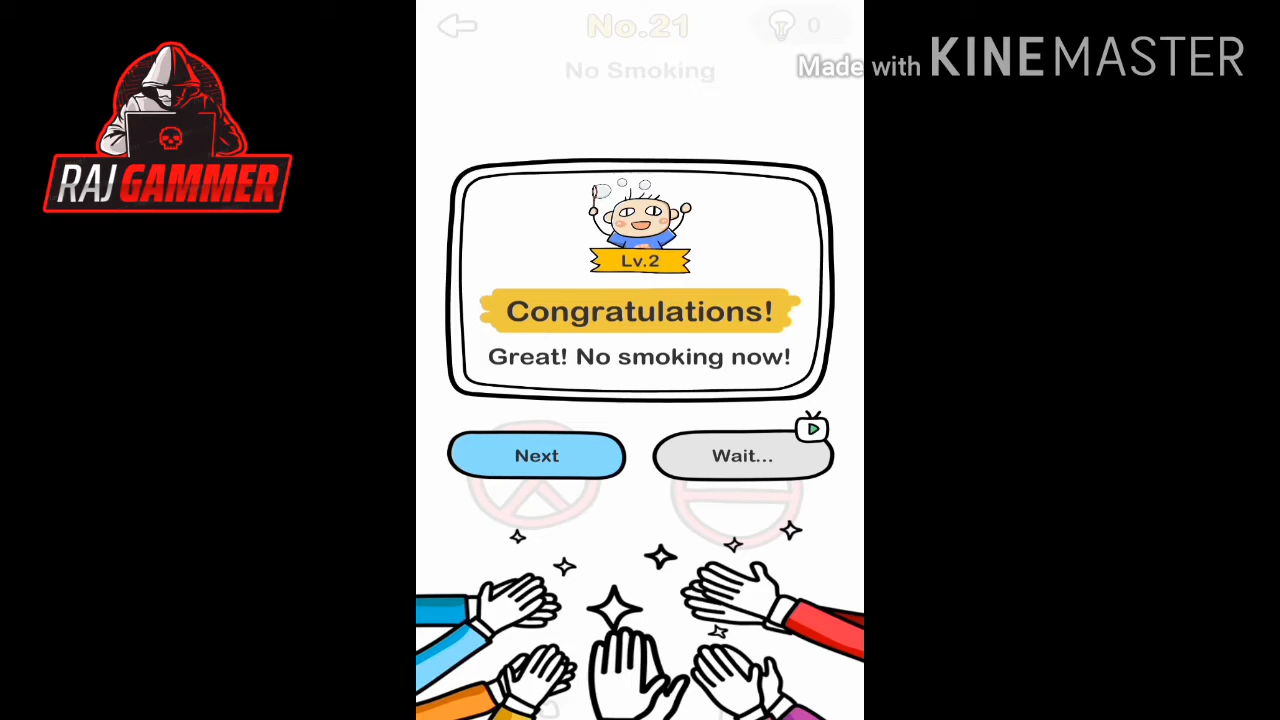 No.21
0
No Smoking
Made with KINEMASTER
RAJ GAMMER
Lv.2
Congratulations!
Great! No smoking now!
Next
Wait...